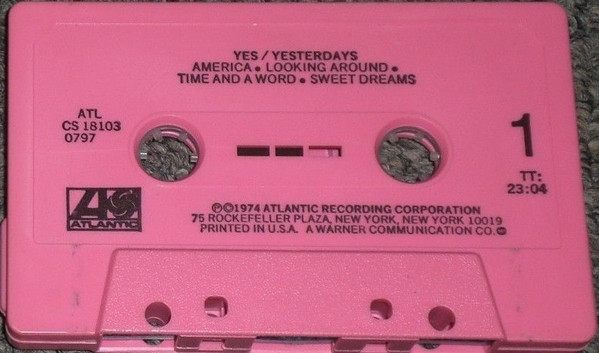 YES / YESTERDAYS
AMERICA • LOOKING AROUND •
TIME AND A WORD • SWEET DREAMS
ATL
CS 18103
0797
1
TT:
23:04
ATLANTIC
℗©1974 ATLANTIC RECORDING CORPORATION
75 ROCKEFELLER PLAZA, NEW YORK, NEW YORK 10019
PRINTED IN U.S.A. A WARNER COMMUNICATION CO.